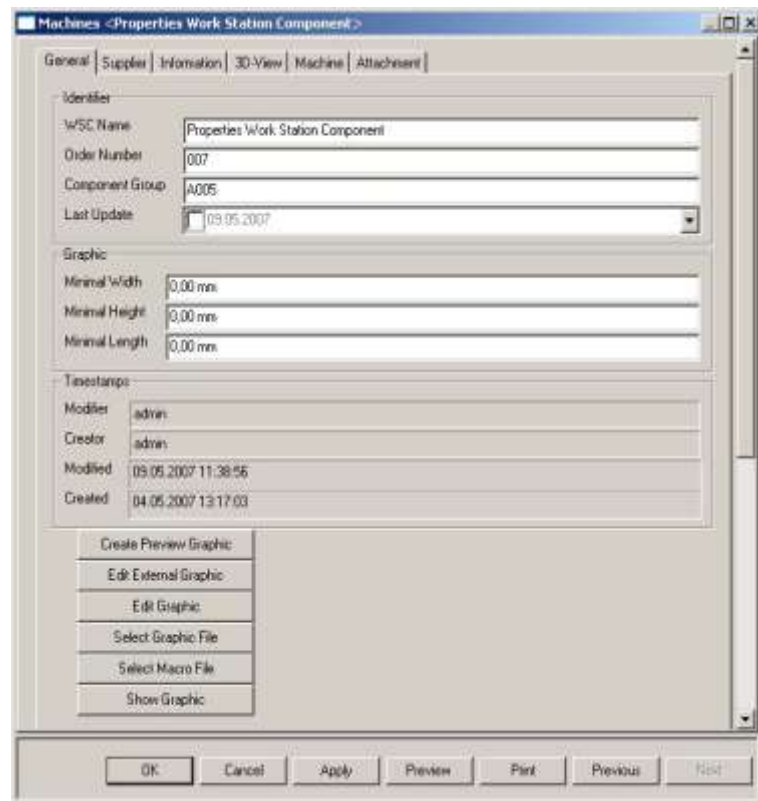 Machines <Properties Work Station Component>
General Supplier Information 3D-View Machine Attachment
Identifier
WSC Name Properties Work Station Component
Order Number 007
Component Group A005
Last Update 09.05.2007
Graphic
Minimal Width 0,00 mm
Minimal Height 0,00 mm
Minimal Length 0,00 mm
Timestamps
Modifier admin
Creator admin
Modified 09.05.2007 11:38:56
Created 04.05.2007 13:17:03
Create Preview Graphic
Edit External Graphic
Edit Graphic
Select Graphic File
Select Macro File
Show Graphic
OK Cancel Apply Preview Print Previous Next